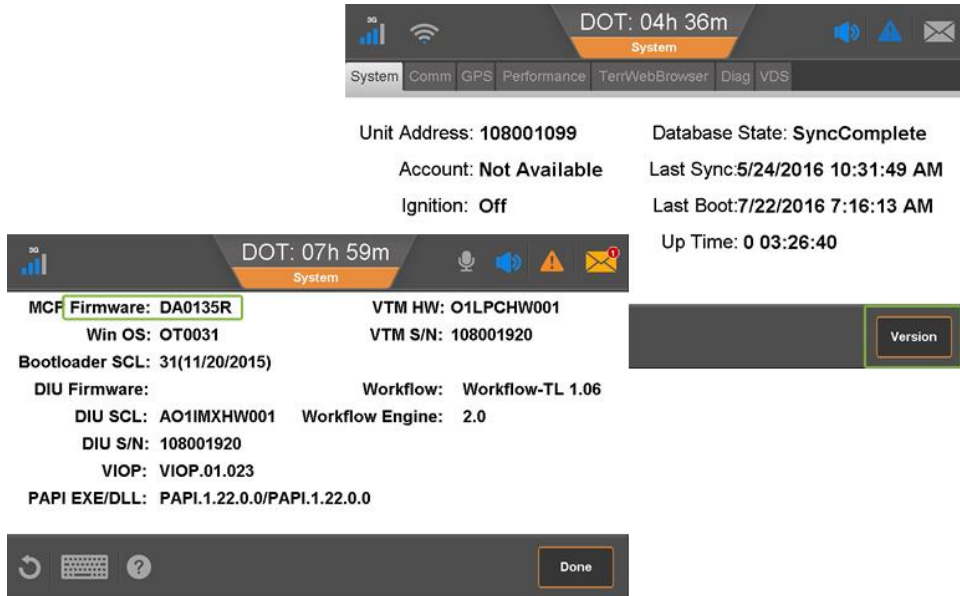 3G
DOT: 04h 36m
System
System Comm GPS Performance TerrWebBrowser Diag VDS
Unit Address: 108001099 Database State: SyncComplete
Account: Not Available Last Sync:5/24/2016 10:31:49 AM
Ignition: Off Last Boot:7/22/2016 7:16:13 AM
Up Time: 0 03:26:40
Version
3G
DOT: 07h 59m
1
System
MCP Firmware: DA0135R VTM HW: O1LPCHW001
Win OS: OT0031 VTM S/N: 108001920
Bootloader SCL: 31(11/20/2015)
DIU Firmware: Workflow: Workflow-TL 1.06
DIU SCL: AO1IMXHW001 Workflow Engine: 2.0
DIU S/N: 108001920
VIOP: VIOP.01.023
PAPI EXE/DLL: PAPI.1.22.0.0/PAPI.1.22.0.0
?
Done